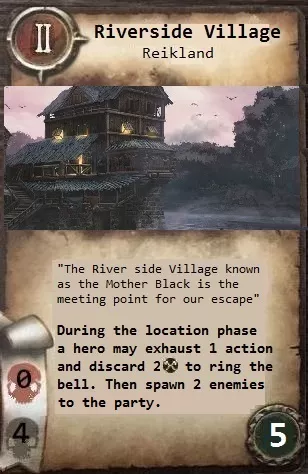 II
Riverside Village
Reikland
"The River side Village known
as the Mother Black is the
meeting point for our escape"
During the location phase
a hero may exhaust 1 action
and discard 2 to ring the
bell. Then spawn 2 enemies
to the party.
0
4
5